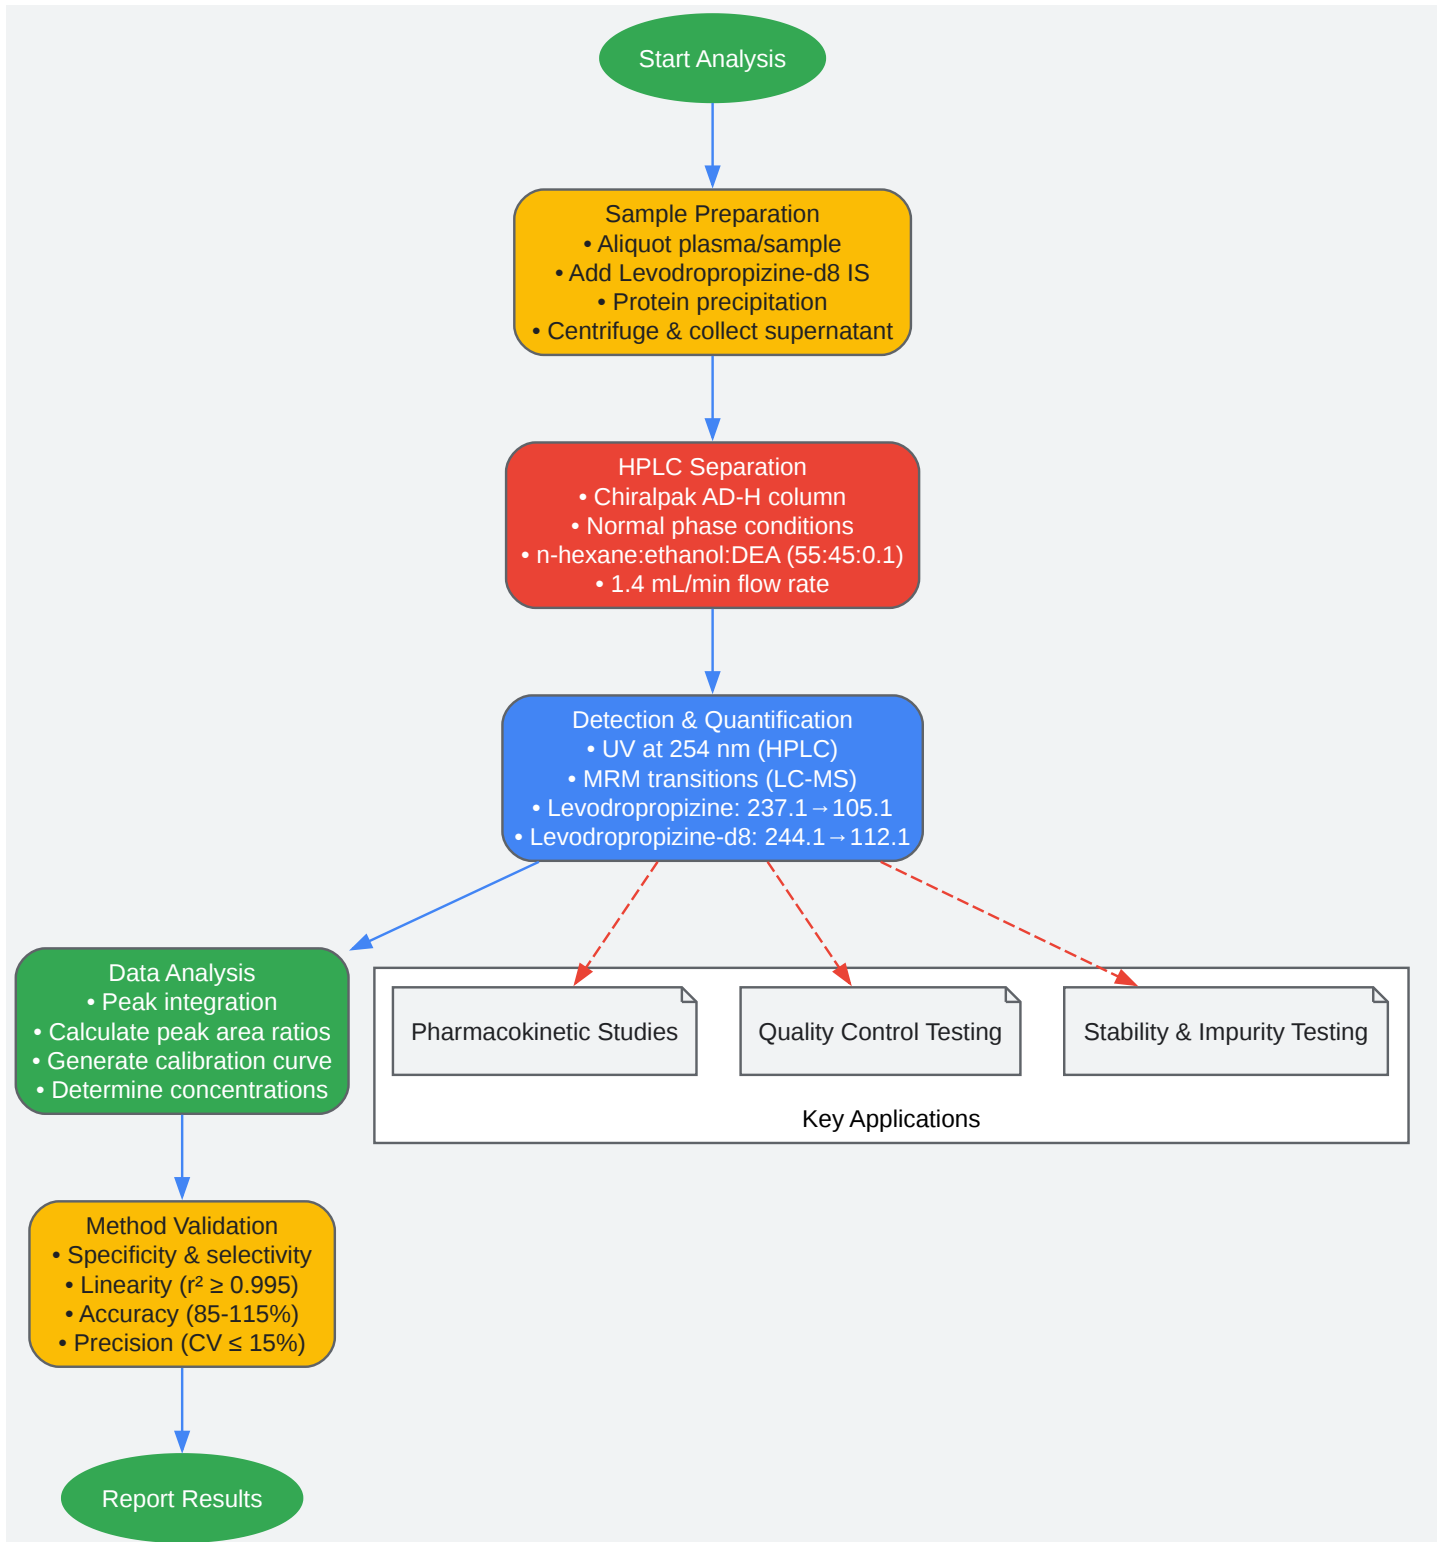 Start Analysis
Sample Preparation
• Aliquot plasma/sample
• Add Levodropropizine-d8 IS
• Protein precipitation
• Centrifuge & collect supernatant
HPLC Separation
• Chiralpak AD-H column
• Normal phase conditions
• n-hexane:ethanol:DEA (55:45:0.1)
• 1.4 mL/min flow rate
Detection & Quantification
• UV at 254 nm (HPLC)
• MRM transitions (LC-MS)
• Levodropropizine: 237.1→105.1
• Levodropropizine-d8: 244.1→112.1
Data Analysis
• Peak integration
• Calculate peak area ratios
• Generate calibration curve
• Determine concentrations
Pharmacokinetic Studies
Quality Control Testing
Stability & Impurity Testing
Key Applications
Method Validation
• Specificity & selectivity
• Linearity (r² ≥ 0.995)
• Accuracy (85-115%)
• Precision (CV ≤ 15%)
Report Results